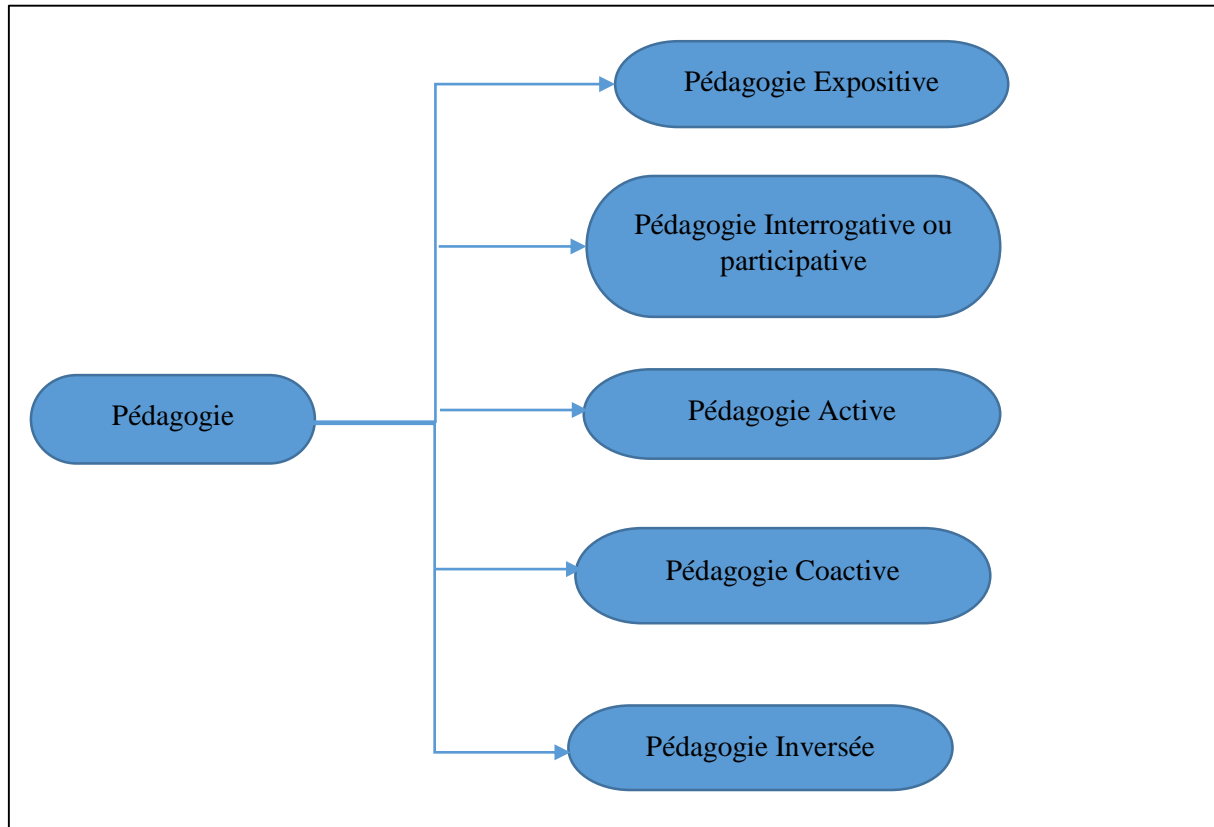 Pédagogie Expositive
Pédagogie Interrogative ou
participative
Pédagogie
Pédagogie Active
Pédagogie Coactive
Pédagogie Inversée